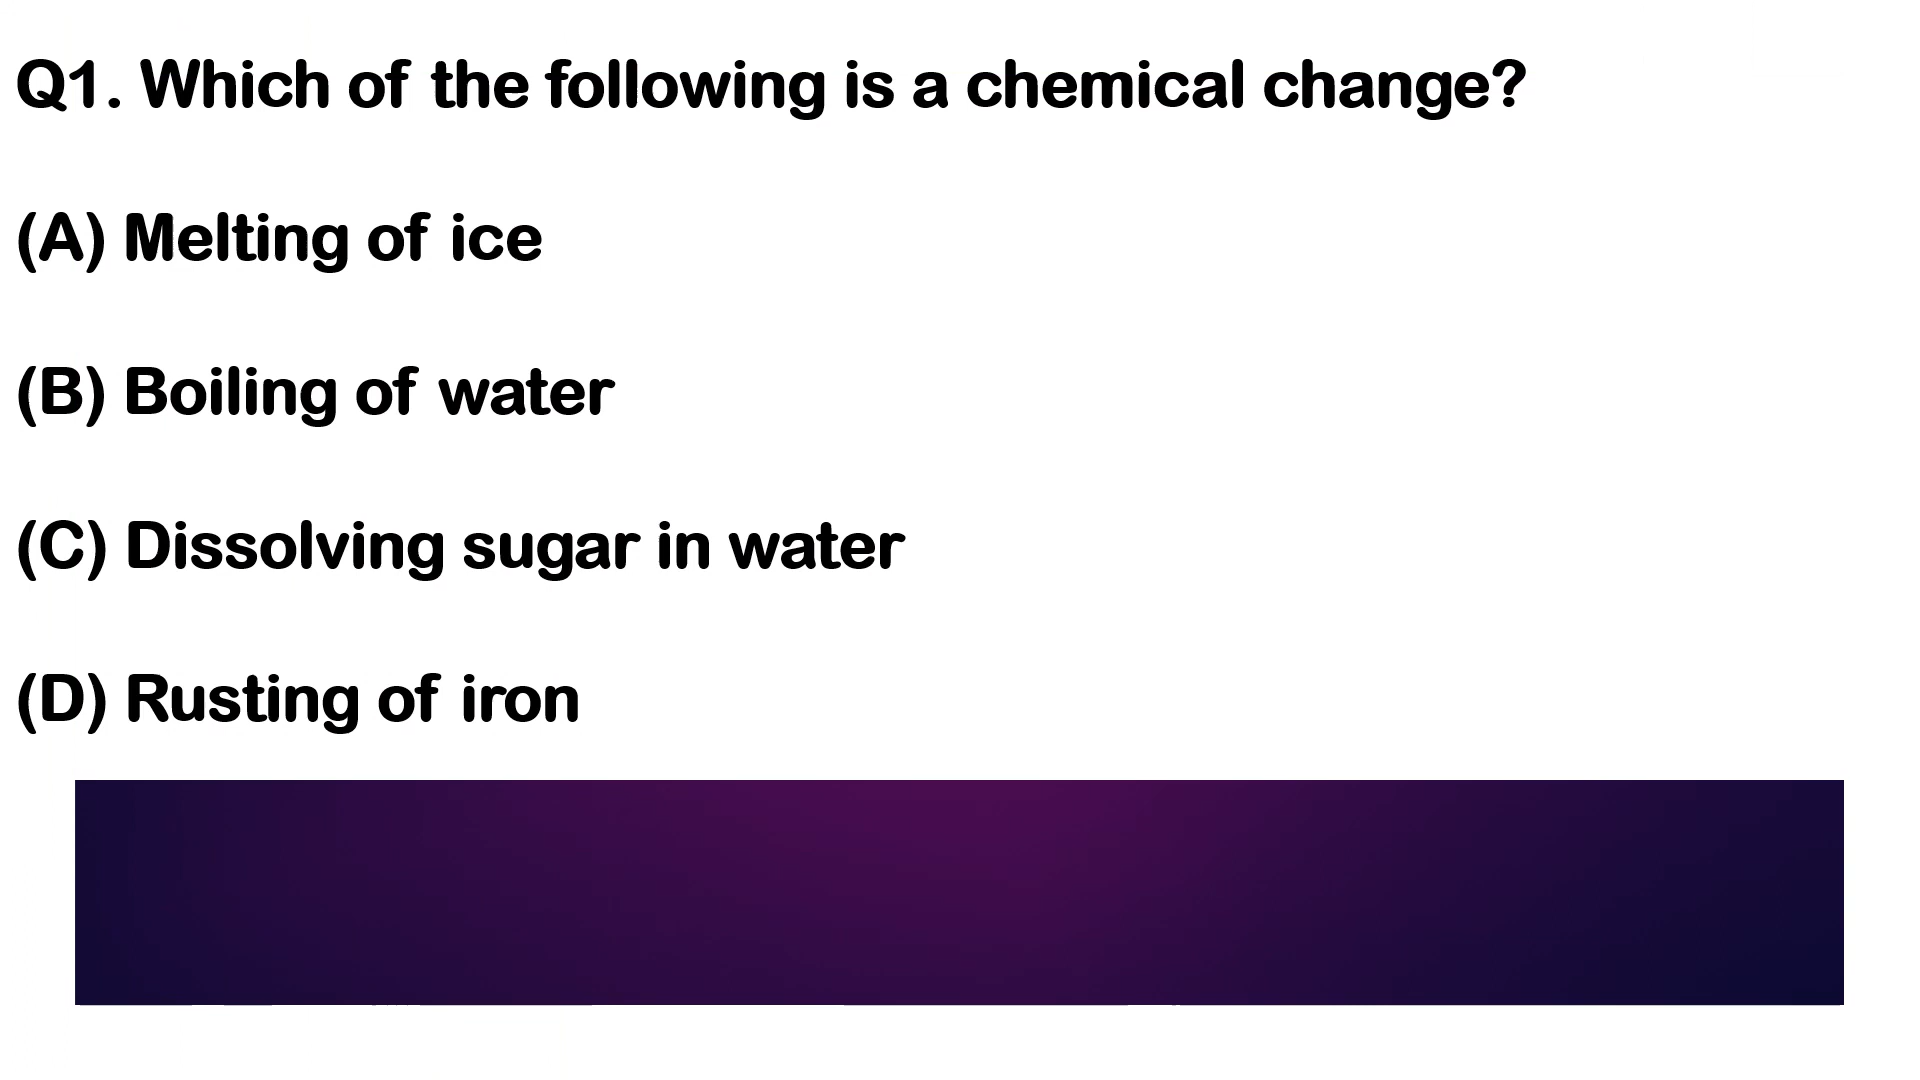 Q1. Which of the following is a chemical change?
(A) Melting of ice
(B) Boiling of water
(C) Dissolving sugar in water
(D) Rusting of iron